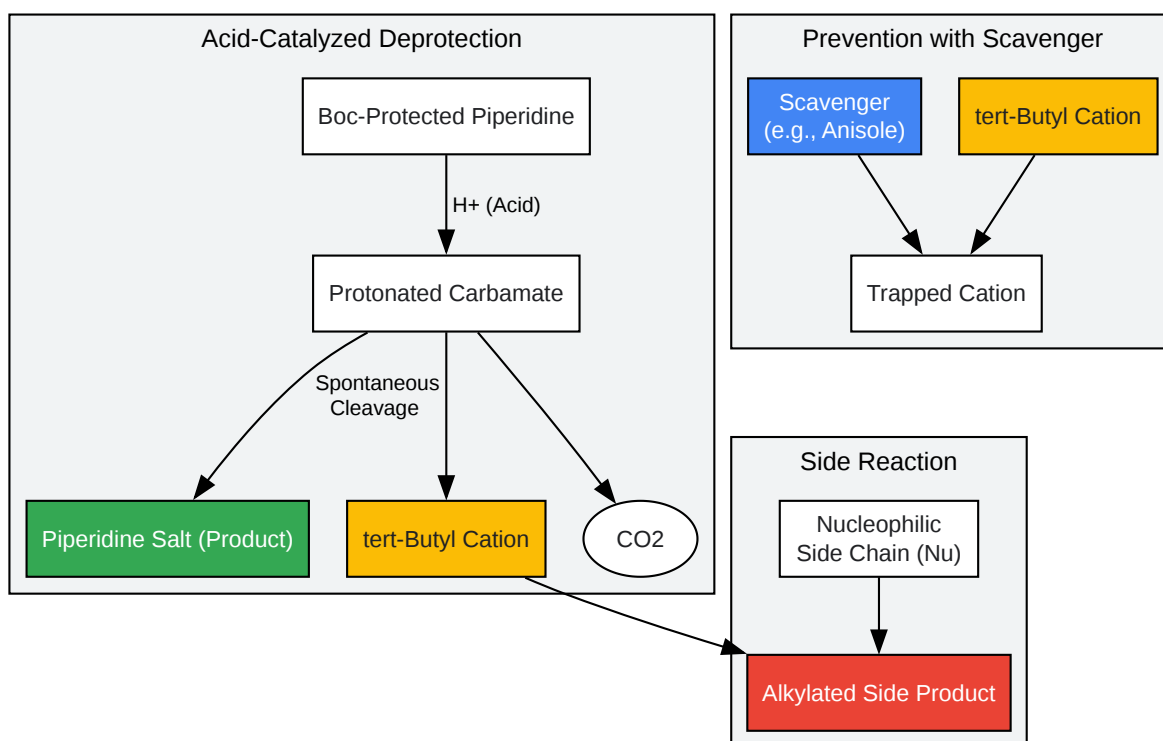 Acid-Catalyzed Deprotection
Boc-Protected Piperidine
H+ (Acid)
Protonated Carbamate
Spontaneous
Cleavage
Piperidine Salt (Product)
tert-Butyl Cation
CO2
Prevention with Scavenger
Scavenger
(e.g., Anisole)
tert-Butyl Cation
Trapped Cation
Side Reaction
Nucleophilic
Side Chain (Nu)
Alkylated Side Product